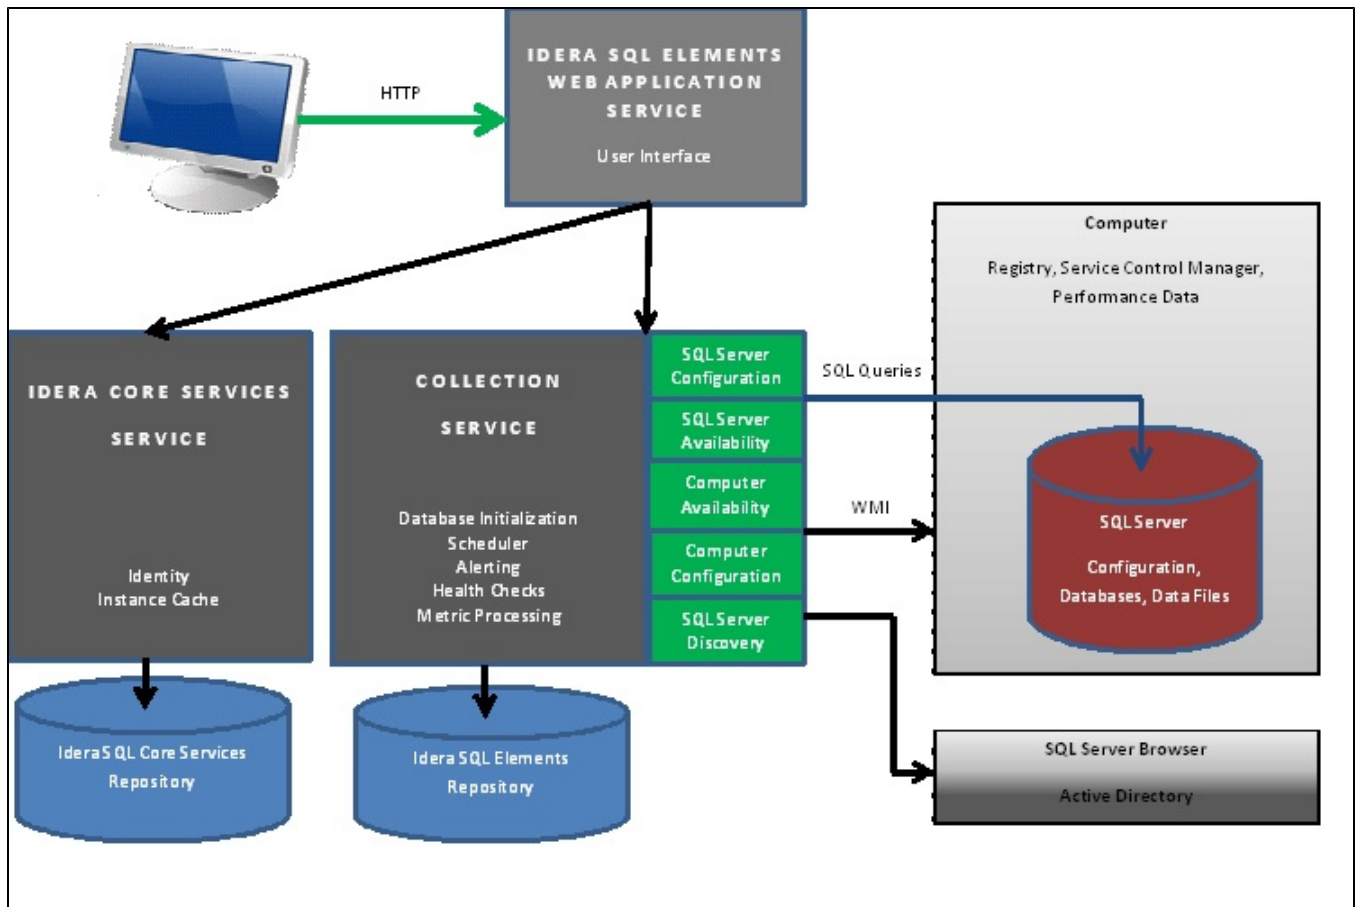 HTTP
IDERA SQL ELEMENTS
WEB APPLICATION
SERVICE
User Interface
Computer
Registry, Service Control Manager,
Performance Data
IDERA CORE SERVICES
SERVICE
Identity
Instance Cache
COLLECTION
SERVICE
Database Initialization
Scheduler
Alerting
Health Checks
Metric Processing
SQL Server
Configuration
SQL Server
Availability
Computer
Availability
Computer
Configuration
SQL Server
Discovery
SQL Queries
WMI
SQL Server
Configuration,
Databases, Data Files
Idera SQL Core Services
Repository
Idera SQL Elements
Repository
SQL Server Browser
Active Directory